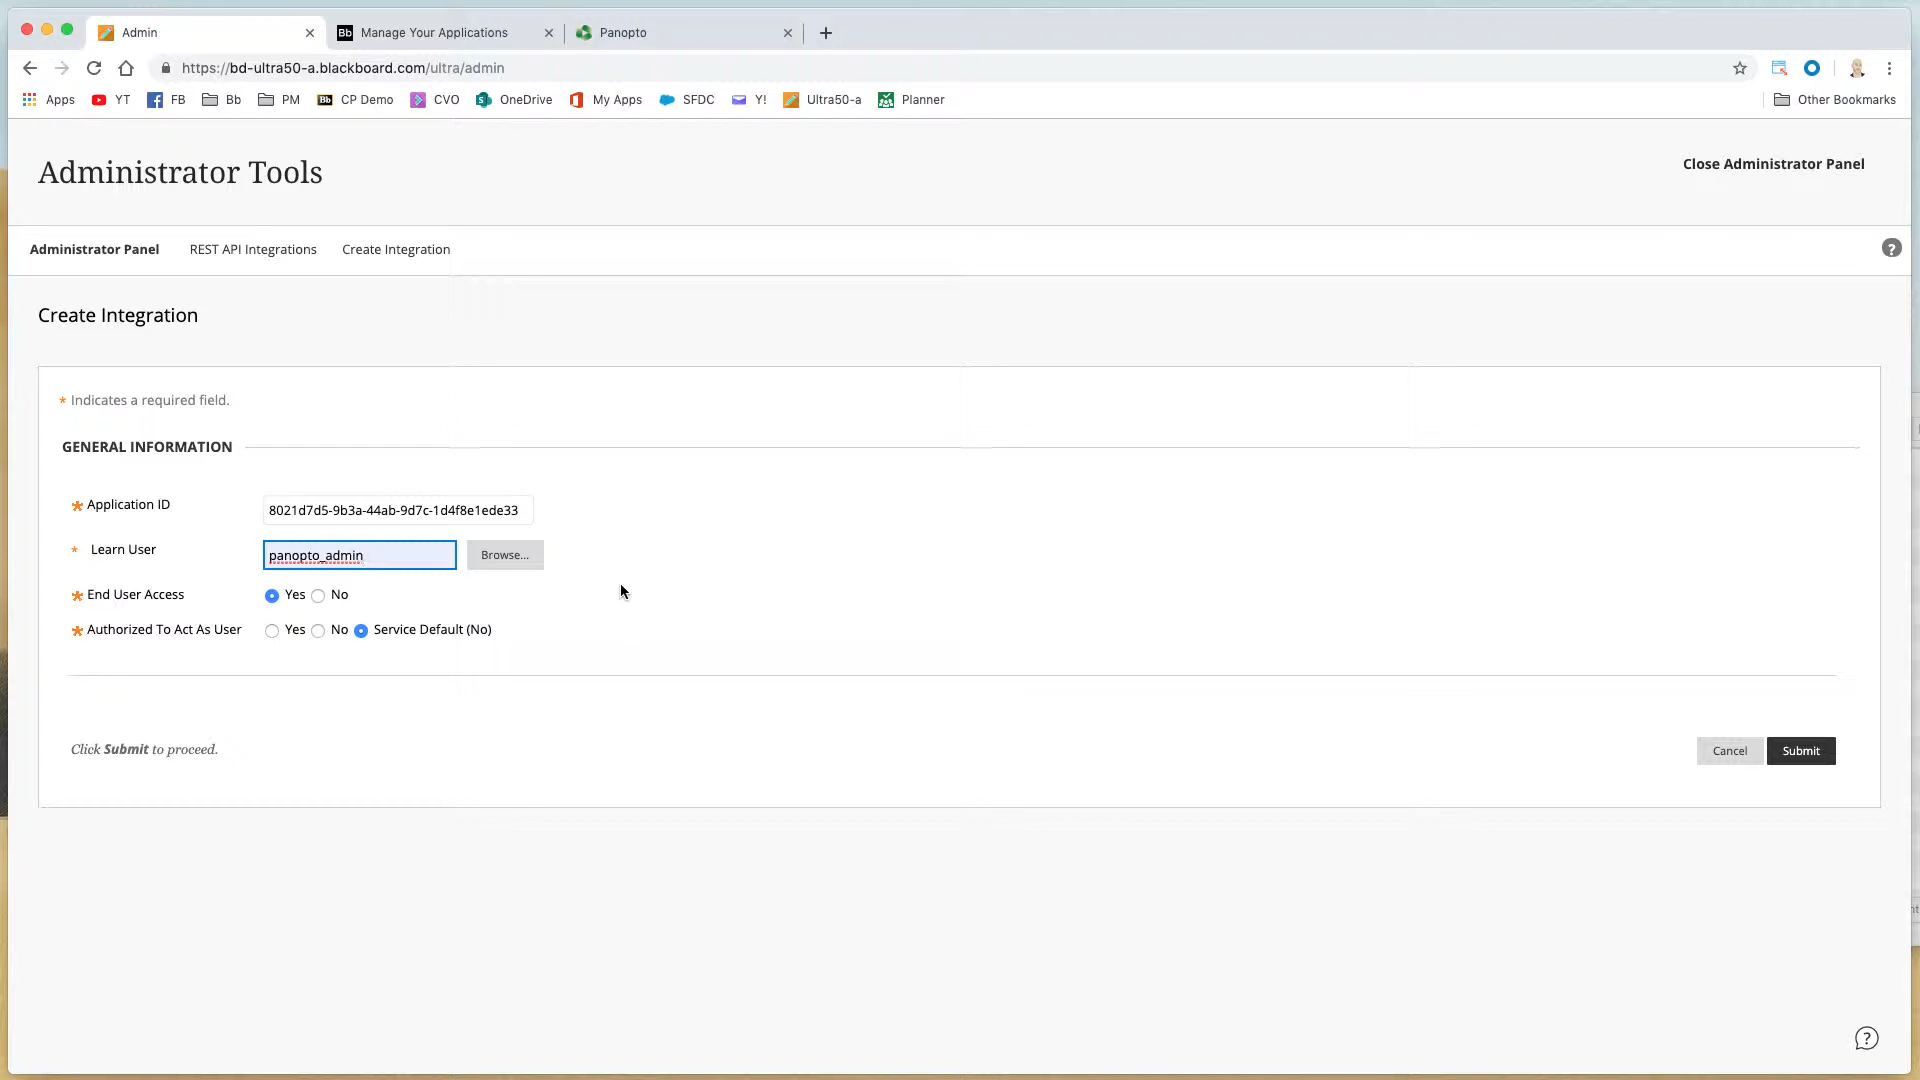 Admin
Bb Manage Your Applications
Panopto
https://bd-ultra50-a.blackboard.com/ultra/admin
Apps YT FB Bb PM Bb CP Demo CVO OneDrive My Apps SFDC Y! Ultra50-a Planner Other Bookmarks
Administrator Tools
Close Administrator Panel
Administrator Panel REST API Integrations Create Integration ?
Create Integration
* Indicates a required field.
GENERAL INFORMATION
* Application ID 8021d7d5-9b3a-44ab-9d7c-1d4f8e1ede33
* Learn User panopto_admin Browse...
* End User Access Yes No
* Authorized To Act As User Yes No Service Default (No)
Click Submit to proceed. Cancel Submit
?